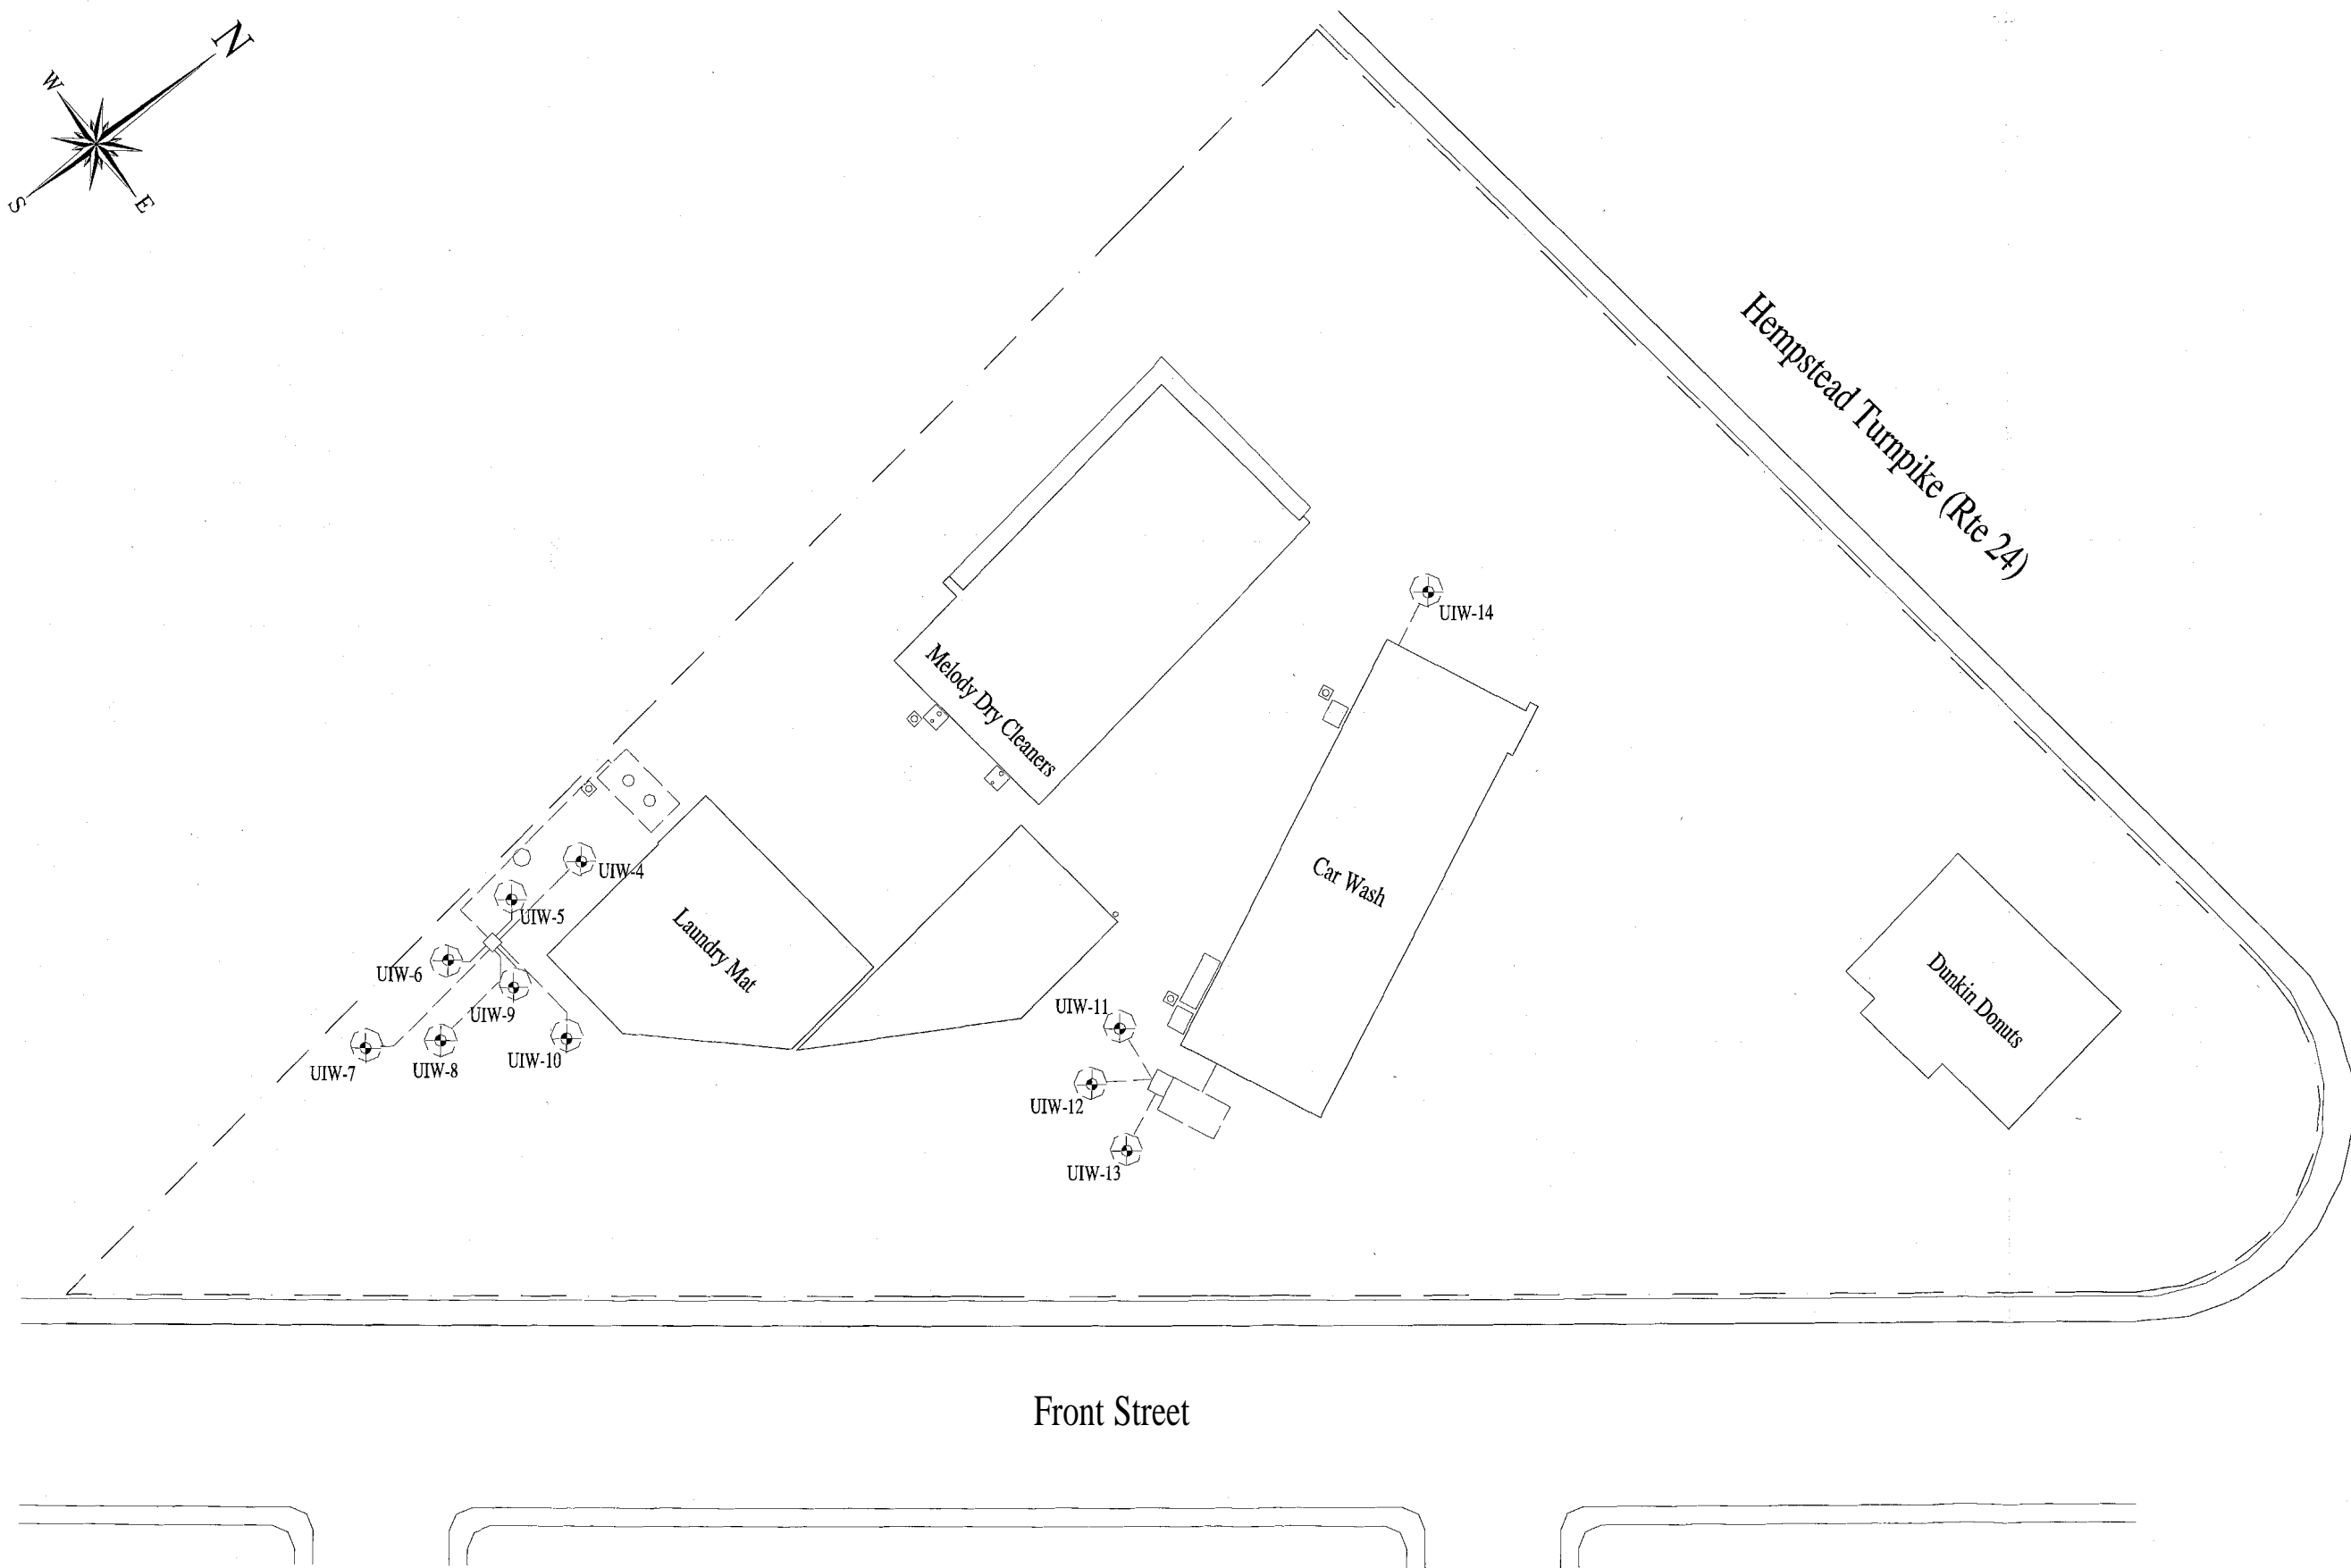 N
W
S
E
Hempstead Turnpike (Rte 24)
UIW-14
Melody Dry Cleaners
Car Wash
UIW-4
UIW-5
Laundry Mat
UIW-6
Dunkin Donuts
UIW-9
UIW-11
UIW-10
UIW-8
UIW-7
UIW-12
UIW-13
Front Street